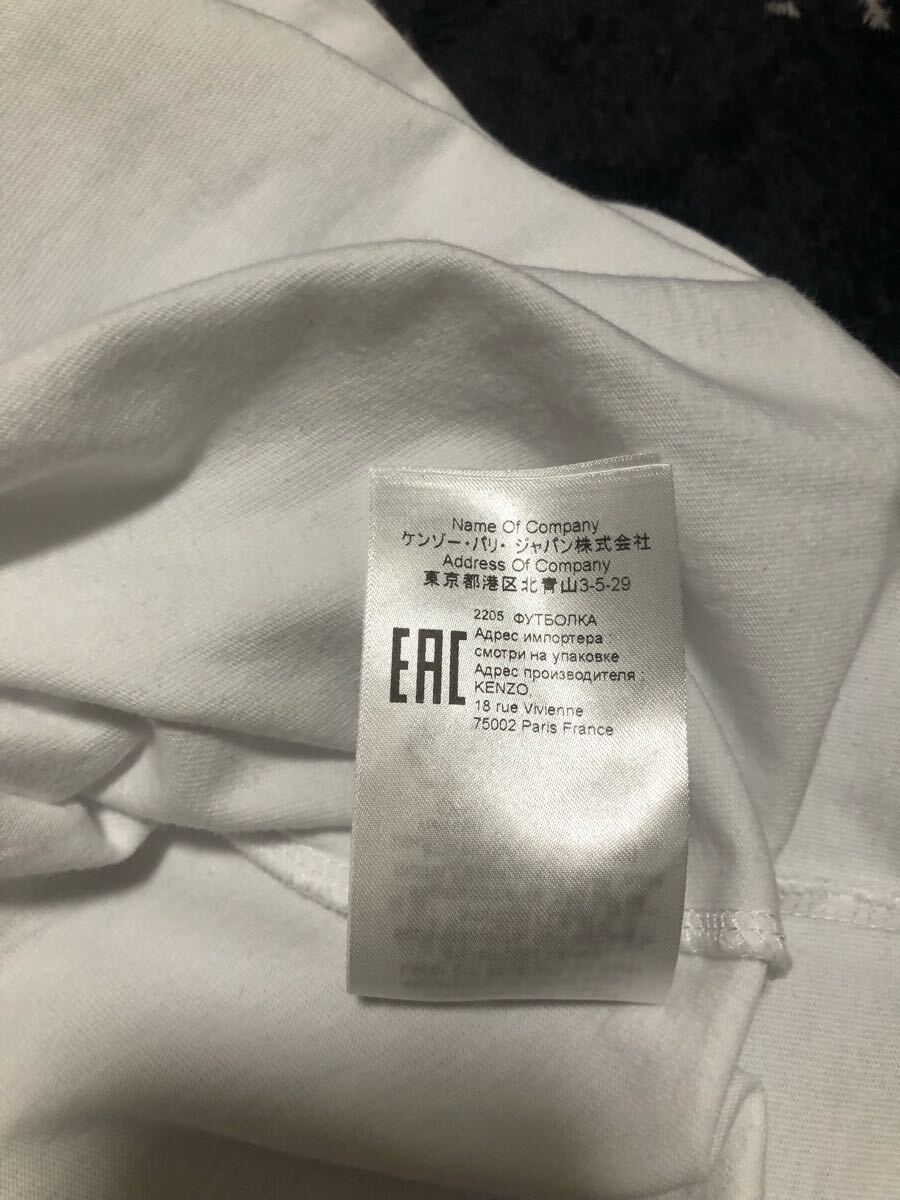 Name Of Company
ケンゾー・パリ・ジャパン株式会社
Address Of Company
東京都港区北青山3-5-29
2205 ФУТБОЛКА
Адрес импортера :
смотри на упаковке
Адрес производителя :
KENZO,
18 rue Vivienne
75002 Paris France
EAC